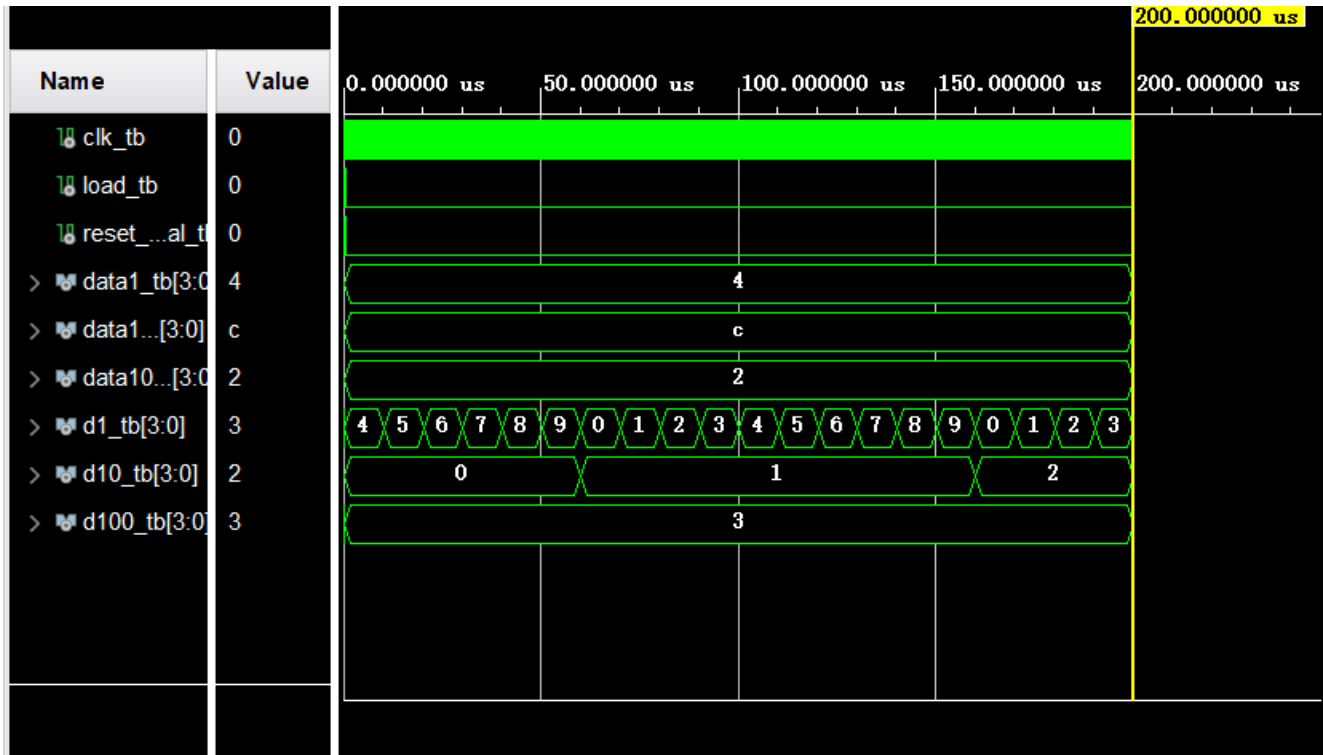 200.000000 us
Name Value 0.000000 us 50.000000 us 100.000000 us 150.000000 us 200.000000 us
clk_tb 0
load_tb 0
reset_...al_tl 0
data1_tb[3:0 4 4
data1...[3:0] c c
data10...[3:0 2 2
d1_tb[3:0] 3 4 5 6 7 8 9 0 1 2 3 4 5 6 7 8 9 0 1 2 3
d10_tb[3:0] 2 0 1 2
d100_tb[3:0] 3 3